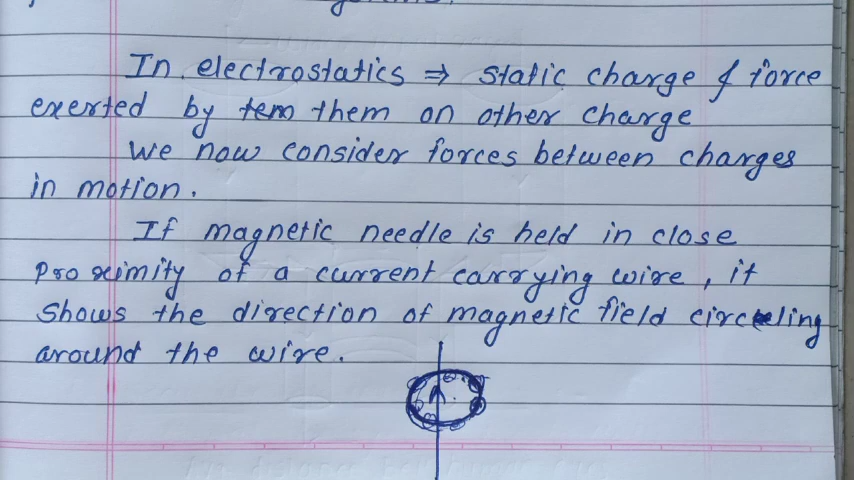 In electrostatics ⇒ static charge & force
exerted by tem them on other charge
We now consider forces between charges
in motion.
If magnetic needle is held in close
proximity of a current carrying wire, it
shows the direction of magnetic field circling
around the wire.